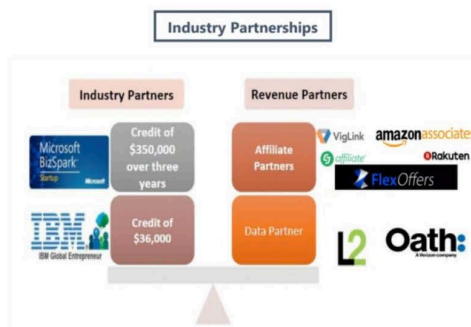 Industry Partnerships
Industry Partners
Revenue Partners
Microsoft
BizSpark
Startup
Microsoft
Credit of
$350,000
over three
years
Affiliate
Partners
VigLink
amazonassociate
affiliate
Rakuten
FlexOffers
IBM
IBM Global Entrepreneur
Credit of
$36,000
Data Partner
L2
Oath:
A Verizon company